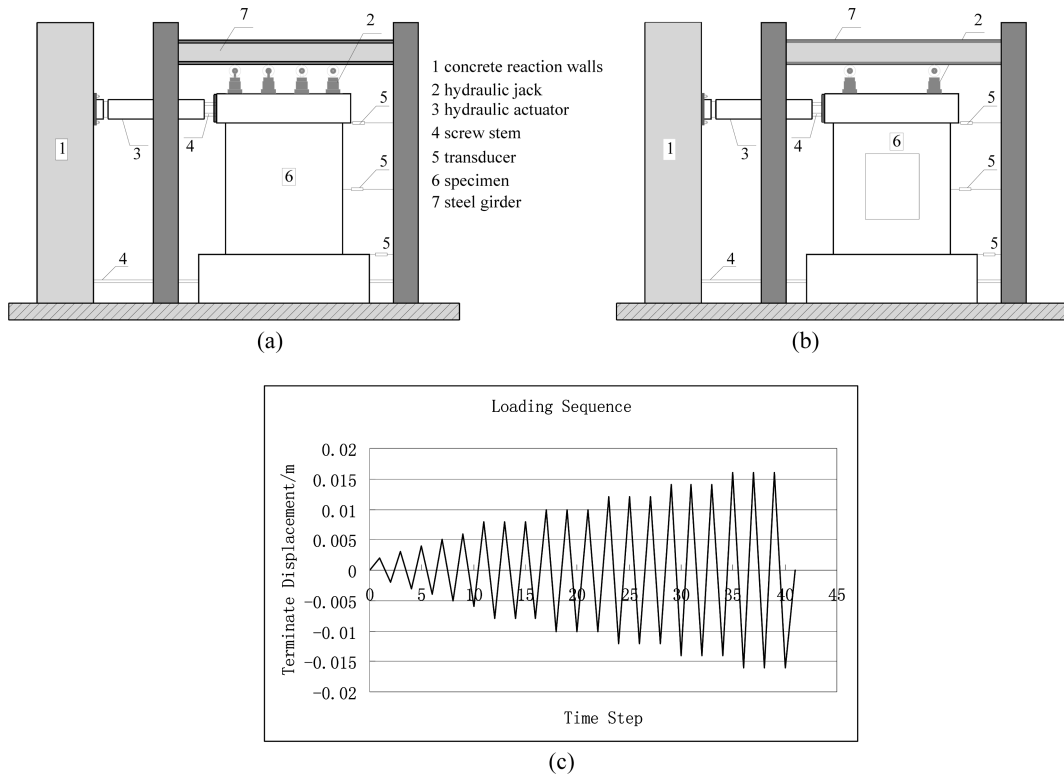 7
2
1
3
4
6
5
5
5
4
1 concrete reaction walls
2 hydraulic jack
3 hydraulic actuator
4 screw stem
5 transducer
6 specimen
7 steel girder
(a)
7
2
1
3
4
6
5
5
5
4
(b)
Loading Sequence
Terminate Displacement/m
0.02
0.015
0.01
0.005
0
-0.005
-0.01
-0.015
-0.02
0 5 10 15 20 25 30 35 40 45
Time Step
(c)